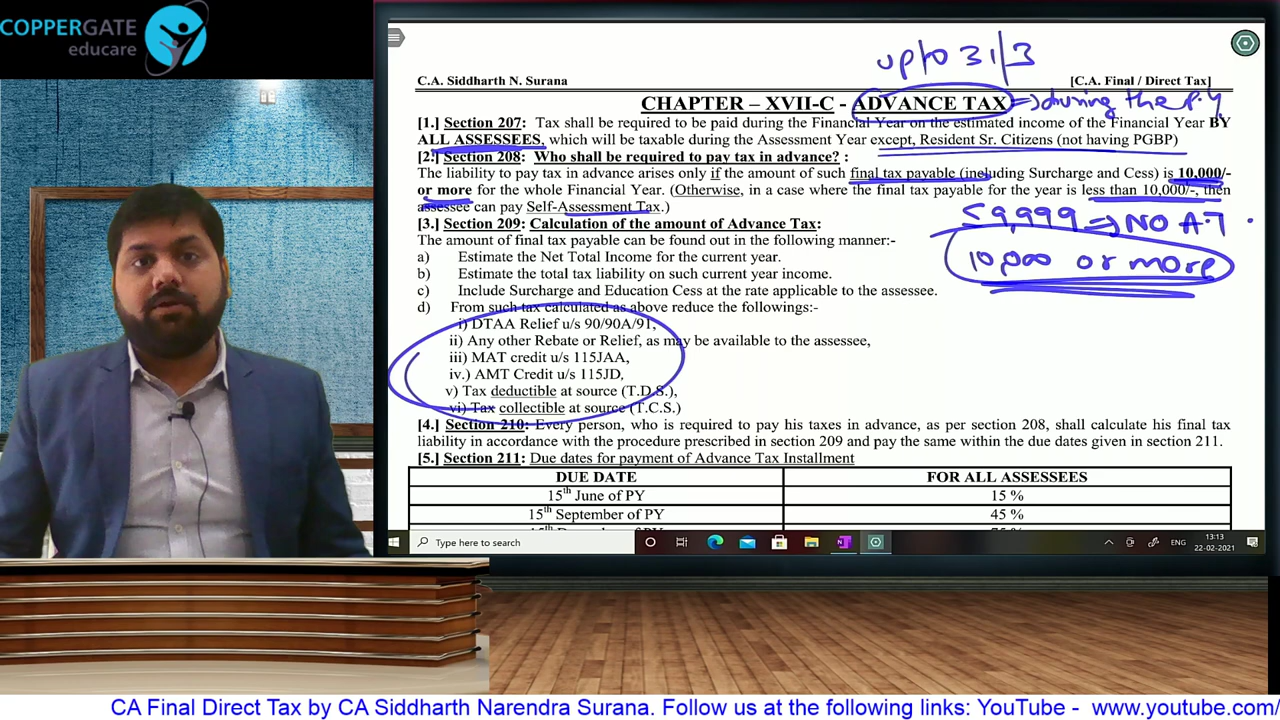 COPPERGATE
educare
upto 31/3
C.A. Siddharth N. Surana
[C.A. Final / Direct Tax]
CHAPTER – XVII-C - ADVANCE TAX
⇒ during the P.Y
[1.] Section 207: Tax shall be required to be paid during the Financial Year on the estimated income of the Financial Year BY
ALL ASSESSEES, which will be taxable during the Assessment Year except, Resident Sr. Citizens (not having PGBP)
[2.] Section 208: Who shall be required to pay tax in advance? :
The liability to pay tax in advance arises only if the amount of such final tax payable (including Surcharge and Cess) is 10,000/-
or more for the whole Financial Year. (Otherwise, in a case where the final tax payable for the year is less than 10,000/-, then
assessee can pay Self-Assessment Tax.)
≤ 9,999 ⇒ NO A.T.
[3.] Section 209: Calculation of the amount of Advance Tax:
The amount of final tax payable can be found out in the following manner:-
10,000 or more
a) Estimate the Net Total Income for the current year.
b) Estimate the total tax liability on such current year income.
c) Include Surcharge and Education Cess at the rate applicable to the assessee.
d) From such tax calculated as above reduce the followings:-
i) DTAA Relief u/s 90/90A/91,
ii) Any other Rebate or Relief, as may be available to the assessee,
iii) MAT credit u/s 115JAA,
iv.) AMT Credit u/s 115JD,
v) Tax deductible at source (T.D.S.),
vi) Tax collectible at source (T.C.S.)
[4.] Section 210: Every person, who is required to pay his taxes in advance, as per section 208, shall calculate his final tax
liability in accordance with the procedure prescribed in section 209 and pay the same within the due dates given in section 211.
[5.] Section 211: Due dates for payment of Advance Tax Installment
DUE DATE FOR ALL ASSESSEES
15th June of PY 15 %
15th September of PY 45 %
Type here to search
ENG
13:13
22-02-2021
CA Final Direct Tax by CA Siddharth Narendra Surana. Follow us at the following links: YouTube - www.youtube.com/